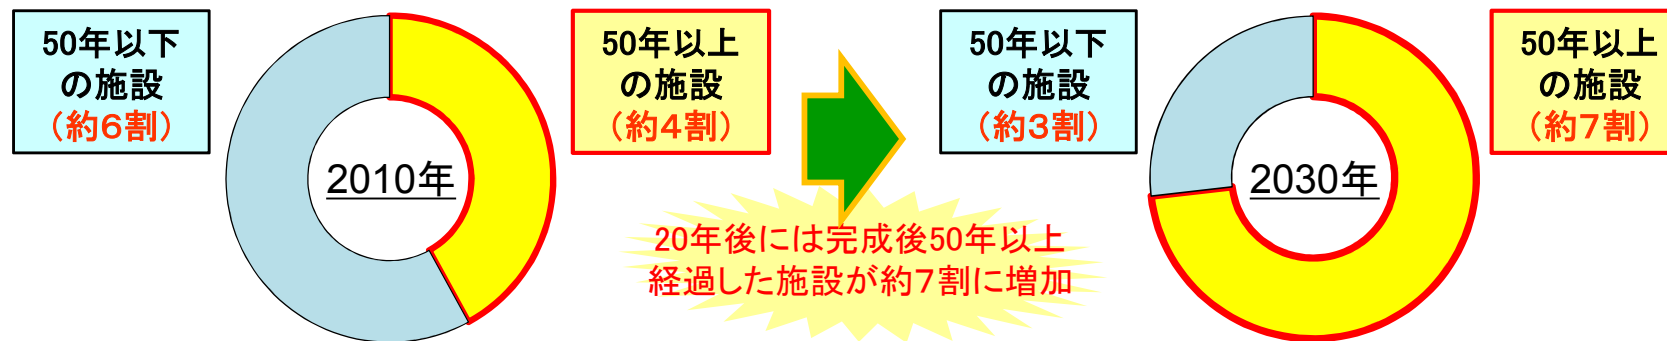 50年以下
の施設
（約6割）
2010年
50年以上
の施設
（約4割）
20年後には完成後50年以上
経過した施設が約7割に増加
50年以下
の施設
（約3割）
2030年
50年以上
の施設
（約7割）